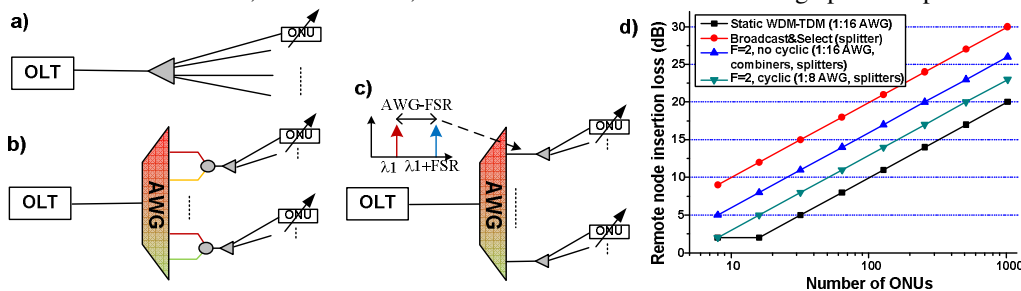 a)
OLT
ONU
b)
OLT
AWG
ONU
ONU
c)
AWG-FSR
λ1
λ1+FSR
OLT
AWG
ONU
ONU
d)
Remote node insertion loss (dB)
30
25
20
15
10
5
0
Static WDM-TDM (1:16 AWG)
Broadcast&Select (splitter)
F=2, no cyclic (1:16 AWG,
combiners, splitters)
F=2, cyclic (1:8 AWG, splitters)
10
100
1000
Number of ONUs